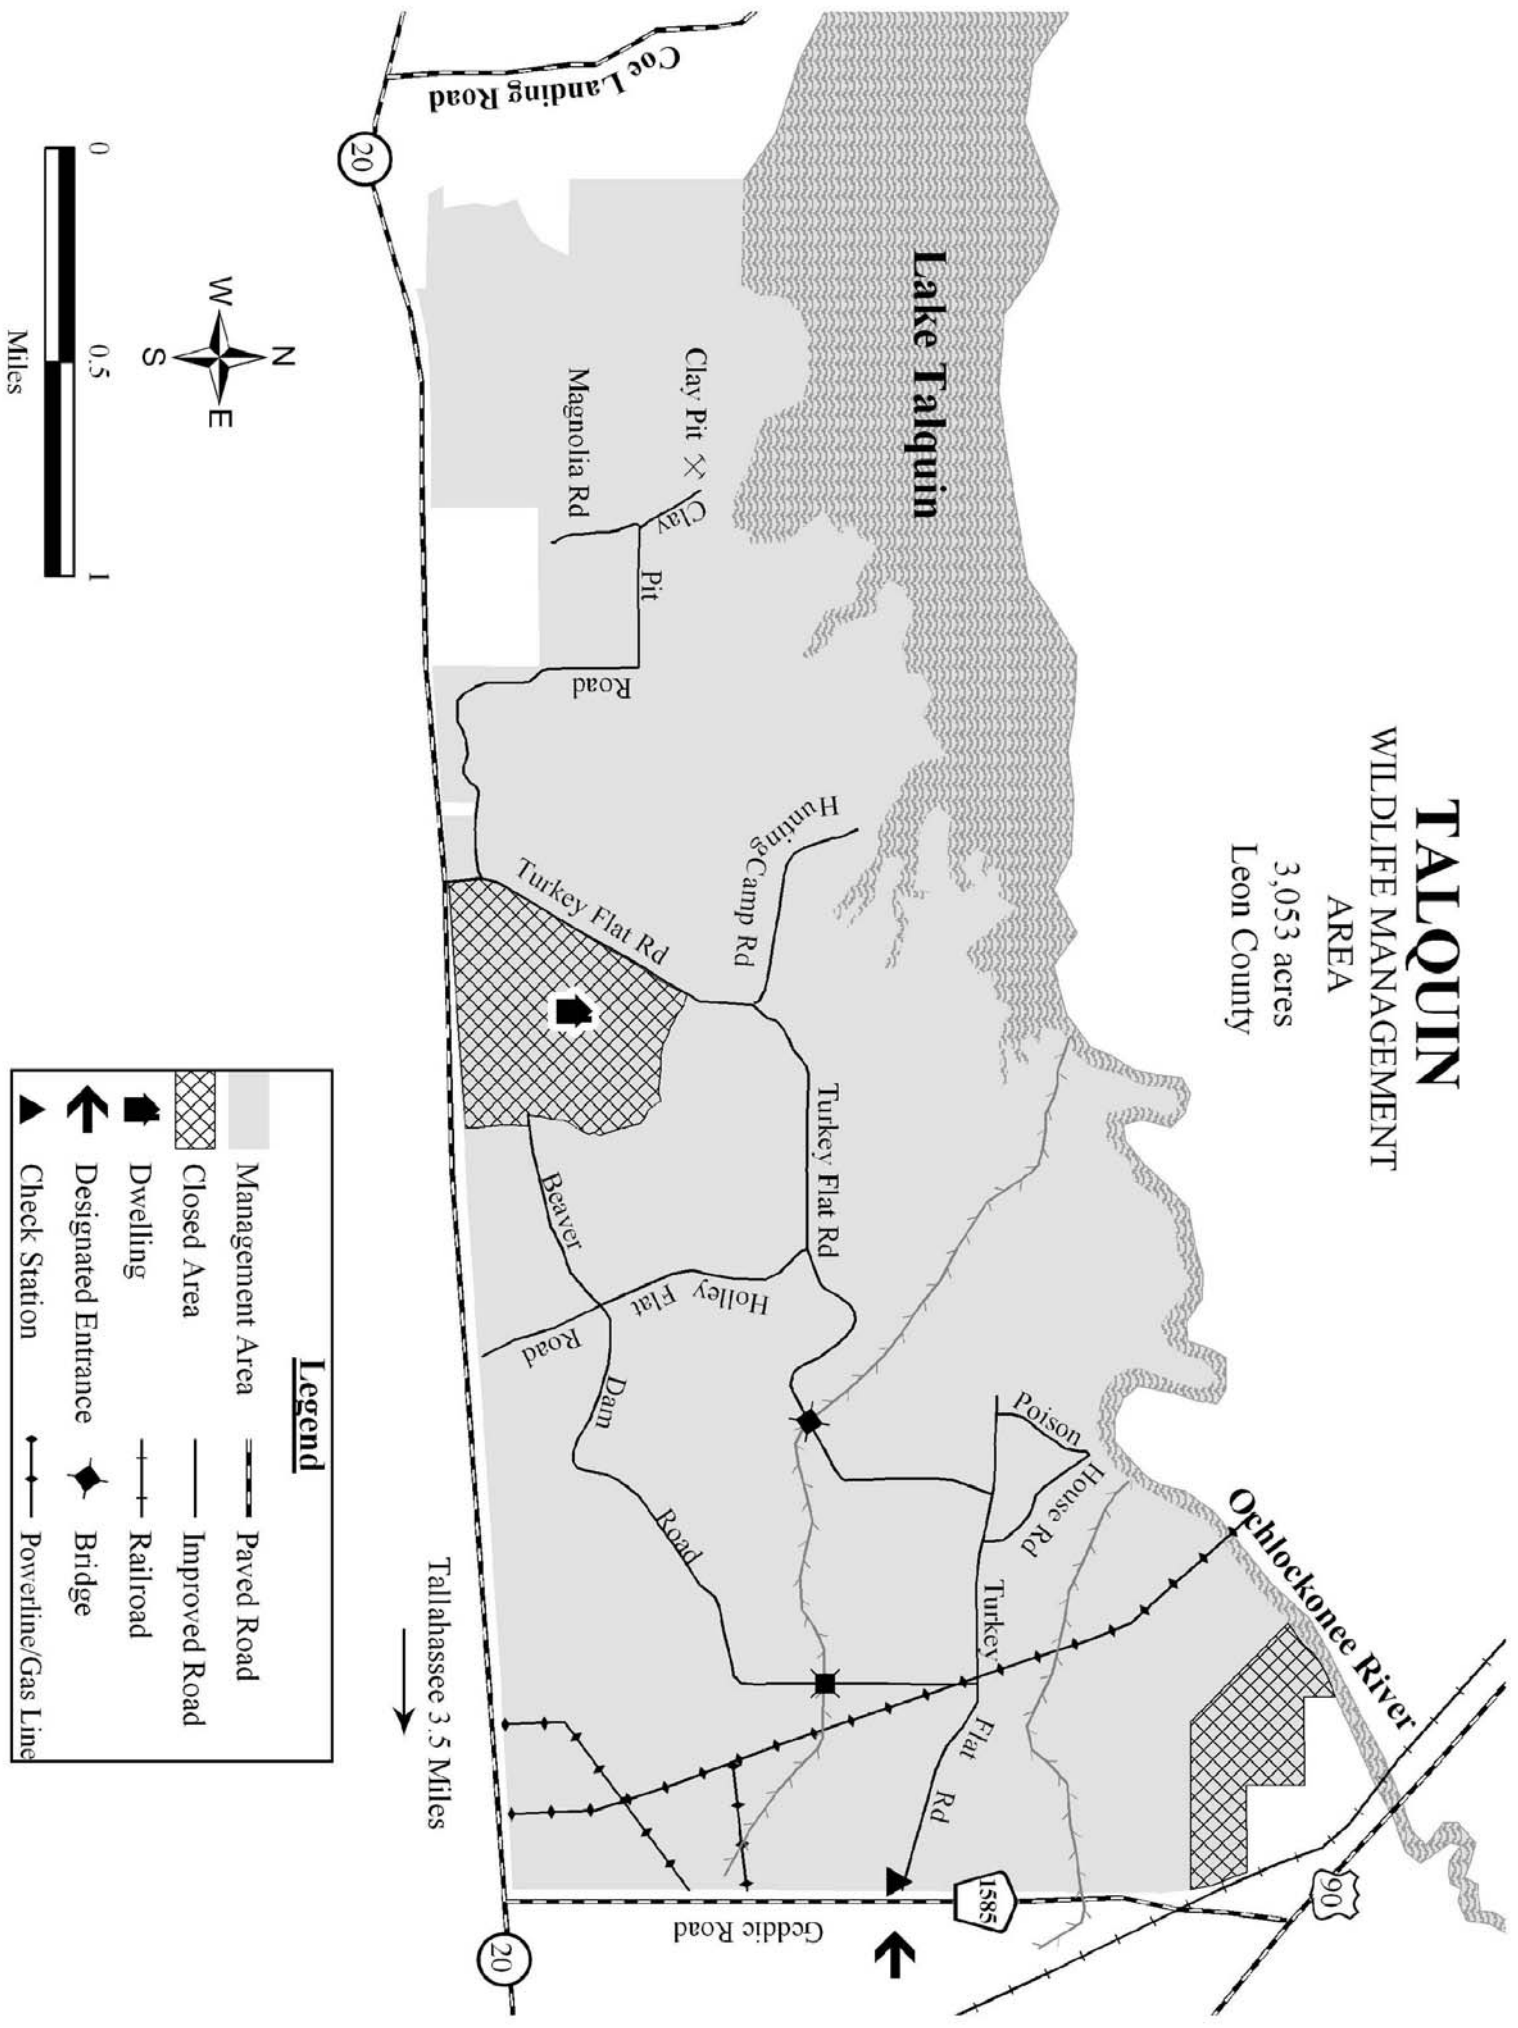 TALQUIN
WILDLIFE MANAGEMENT
AREA
3,053 acres
Leon County
Lake Talquin
Ochlockonee River
90
Coe Landing Road
20
Clay Pit
Magnolia Rd
Clay
Pit
Road
Hunting
Camp Rd
Turkey Flat Rd
Turkey Flat Rd
Poison
House Rd
Turkey
Flat
Rd
1585
Geddie Road
Beaver
Dam
Road
Holley
Flat
Road
20
Tallahassee 3.5 Miles
N
W
E
S
0
0.5
1
Miles
Legend
Management Area
Closed Area
Dwelling
Designated Entrance
Check Station
Paved Road
Improved Road
Railroad
Bridge
Powerline/Gas Line